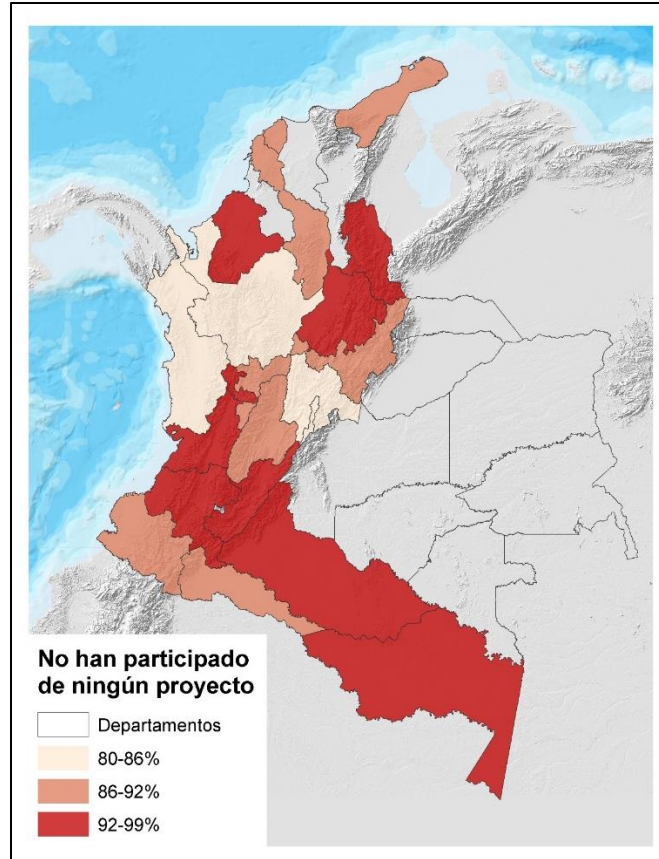 No han participado
de ningún proyecto
Departamentos
80-86%
86-92%
92-99%